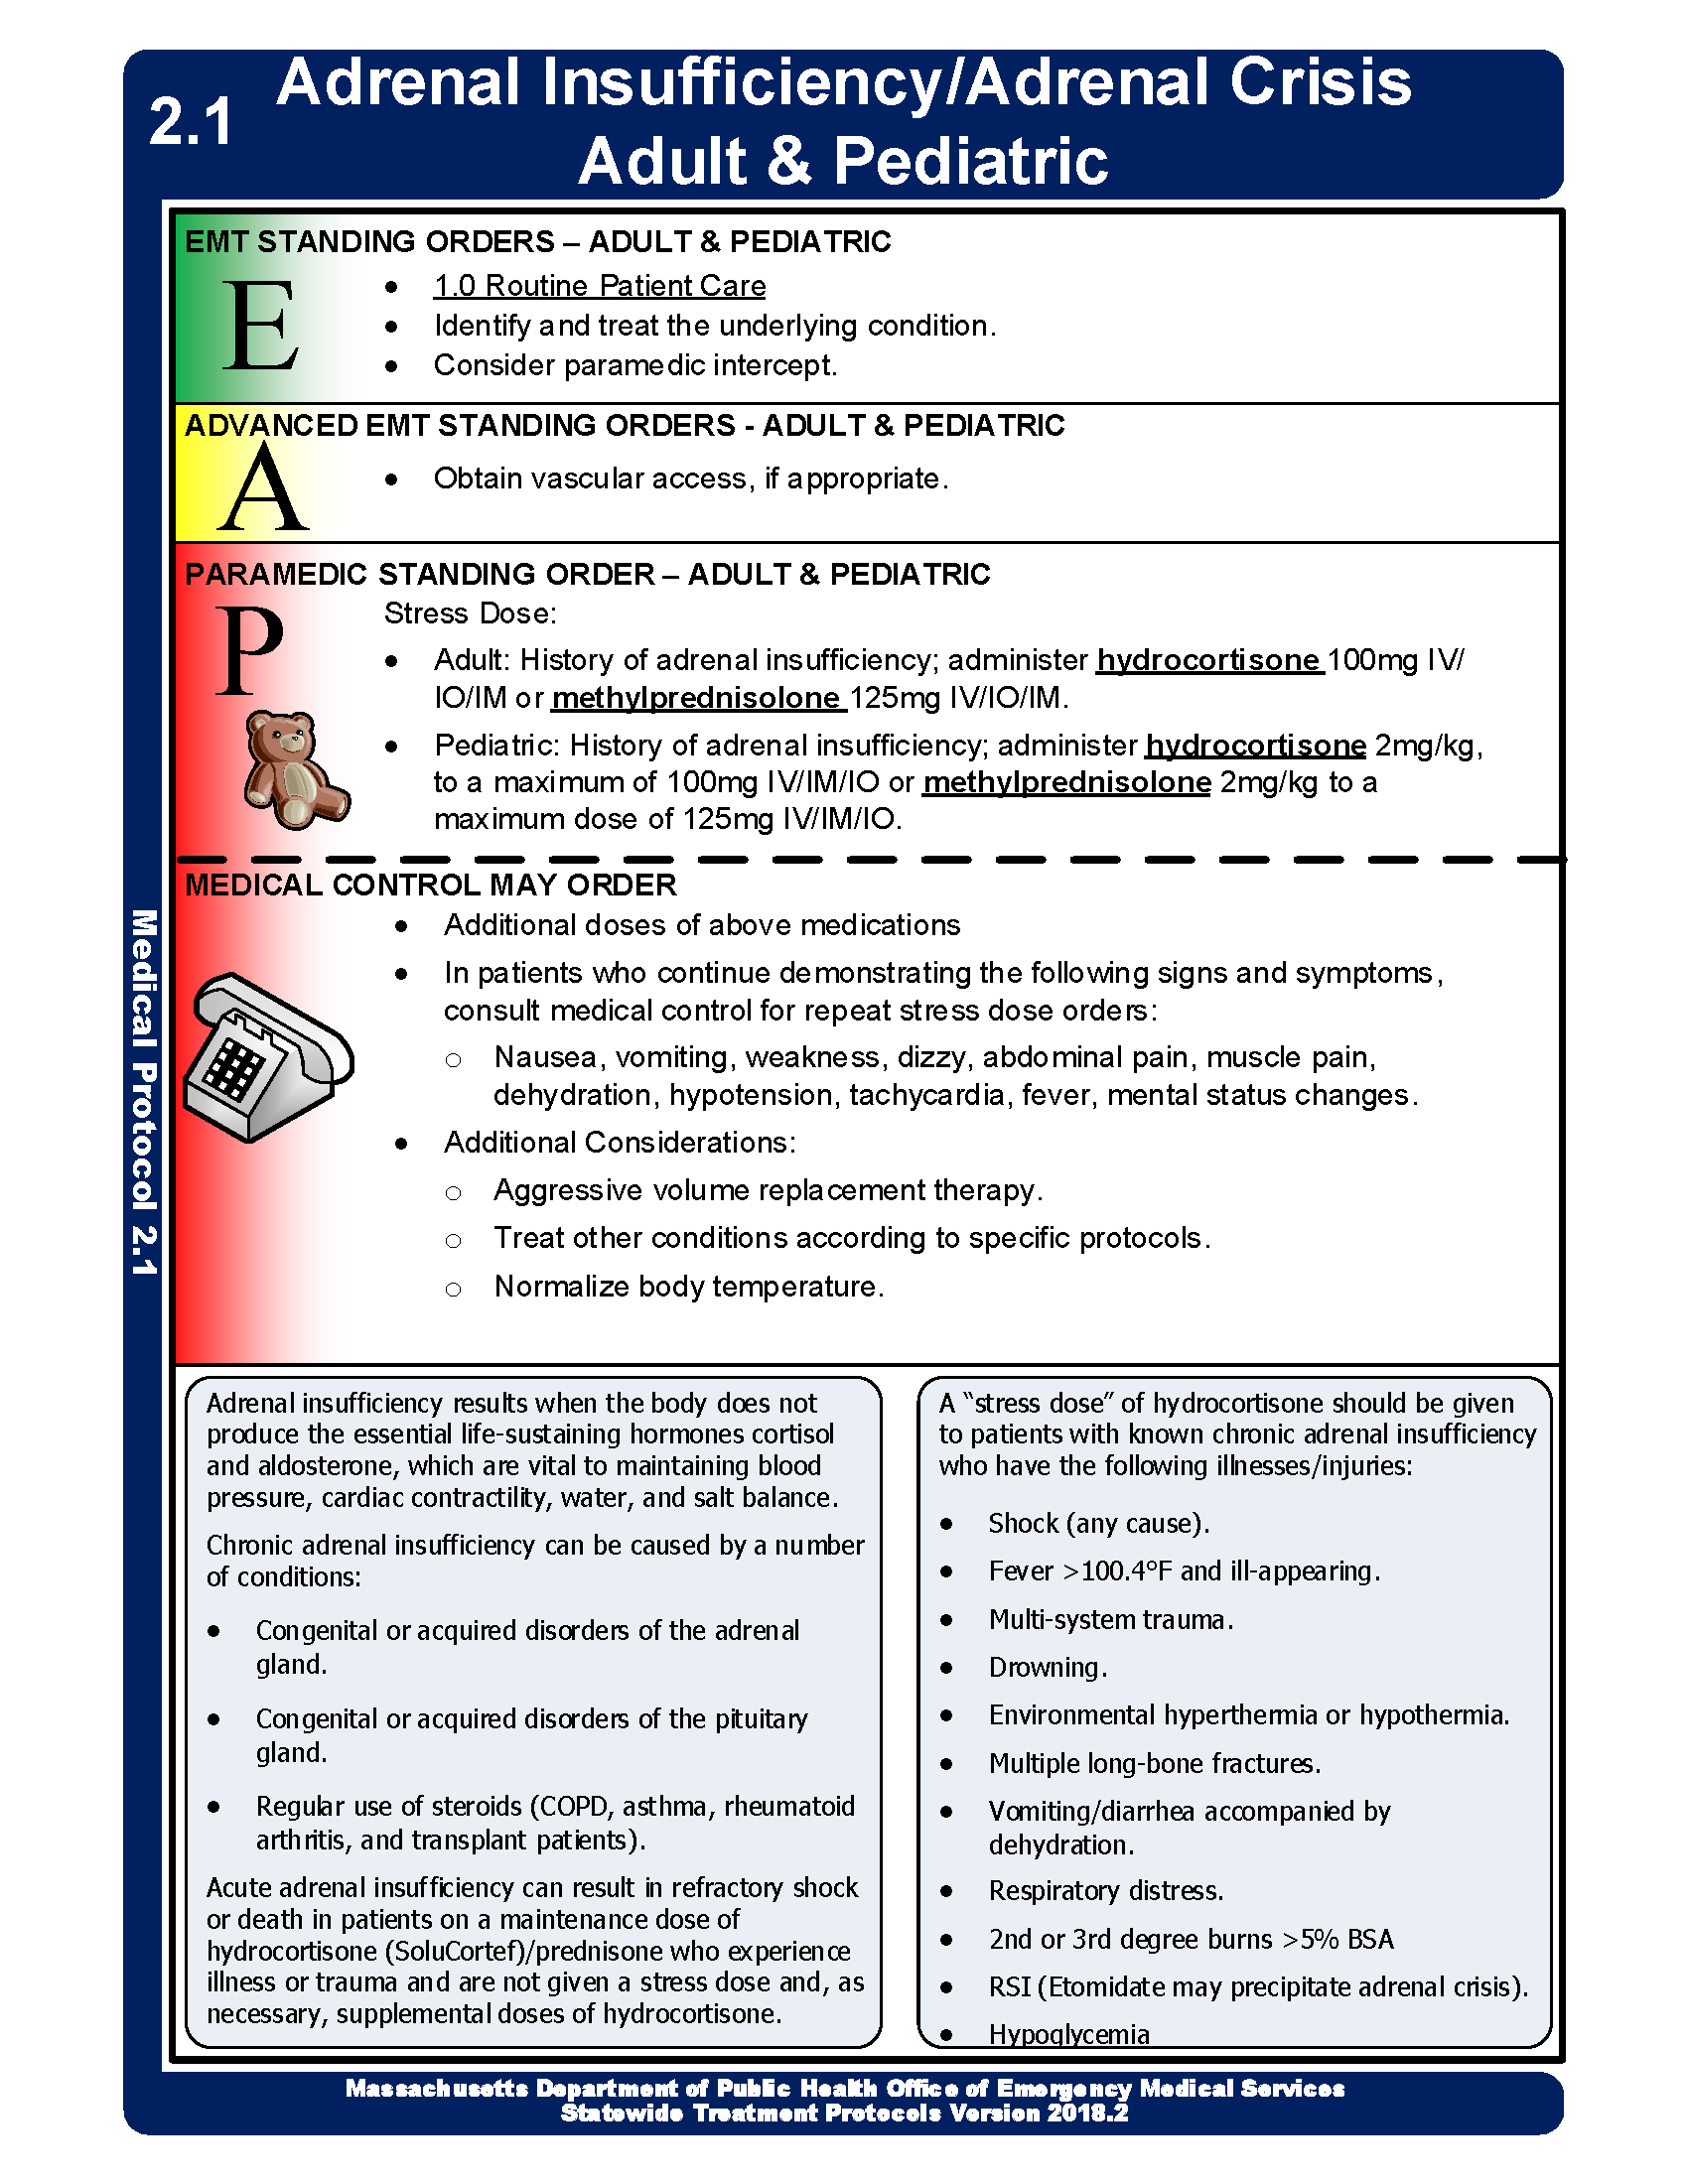 2.1
Adrenal Insufficiency/Adrenal Crisis
Adult & Pediatric
EMT STANDING ORDERS – ADULT & PEDIATRIC
E
• 1.0 Routine Patient Care
• Identify and treat the underlying condition.
• Consider paramedic intercept.
ADVANCED EMT STANDING ORDERS - ADULT & PEDIATRIC
A
• Obtain vascular access, if appropriate.
PARAMEDIC STANDING ORDER – ADULT & PEDIATRIC
P
Stress Dose:
• Adult: History of adrenal insufficiency; administer hydrocortisone 100mg IV/
IO/IM or methylprednisolone 125mg IV/IO/IM.
• Pediatric: History of adrenal insufficiency; administer hydrocortisone 2mg/kg,
to a maximum of 100mg IV/IM/IO or methylprednisolone 2mg/kg to a
maximum dose of 125mg IV/IM/IO.
MEDICAL CONTROL MAY ORDER
• Additional doses of above medications
• In patients who continue demonstrating the following signs and symptoms,
consult medical control for repeat stress dose orders:
o Nausea, vomiting, weakness, dizzy, abdominal pain, muscle pain,
dehydration, hypotension, tachycardia, fever, mental status changes.
• Additional Considerations:
o Aggressive volume replacement therapy.
o Treat other conditions according to specific protocols.
o Normalize body temperature.
Medical Protocol 2.1
Adrenal insufficiency results when the body does not
produce the essential life-sustaining hormones cortisol
and aldosterone, which are vital to maintaining blood
pressure, cardiac contractility, water, and salt balance.
Chronic adrenal insufficiency can be caused by a number
of conditions:
• Congenital or acquired disorders of the adrenal
gland.
• Congenital or acquired disorders of the pituitary
gland.
• Regular use of steroids (COPD, asthma, rheumatoid
arthritis, and transplant patients).
Acute adrenal insufficiency can result in refractory shock
or death in patients on a maintenance dose of
hydrocortisone (SoluCortef)/prednisone who experience
illness or trauma and are not given a stress dose and, as
necessary, supplemental doses of hydrocortisone.
A “stress dose” of hydrocortisone should be given
to patients with known chronic adrenal insufficiency
who have the following illnesses/injuries:
• Shock (any cause).
• Fever >100.4°F and ill-appearing.
• Multi-system trauma.
• Drowning.
• Environmental hyperthermia or hypothermia.
• Multiple long-bone fractures.
• Vomiting/diarrhea accompanied by
dehydration.
• Respiratory distress.
• 2nd or 3rd degree burns >5% BSA
• RSI (Etomidate may precipitate adrenal crisis).
• Hypoglycemia
Massachusetts Department of Public Health Office of Emergency Medical Services
Statewide Treatment Protocols Version 2018.2